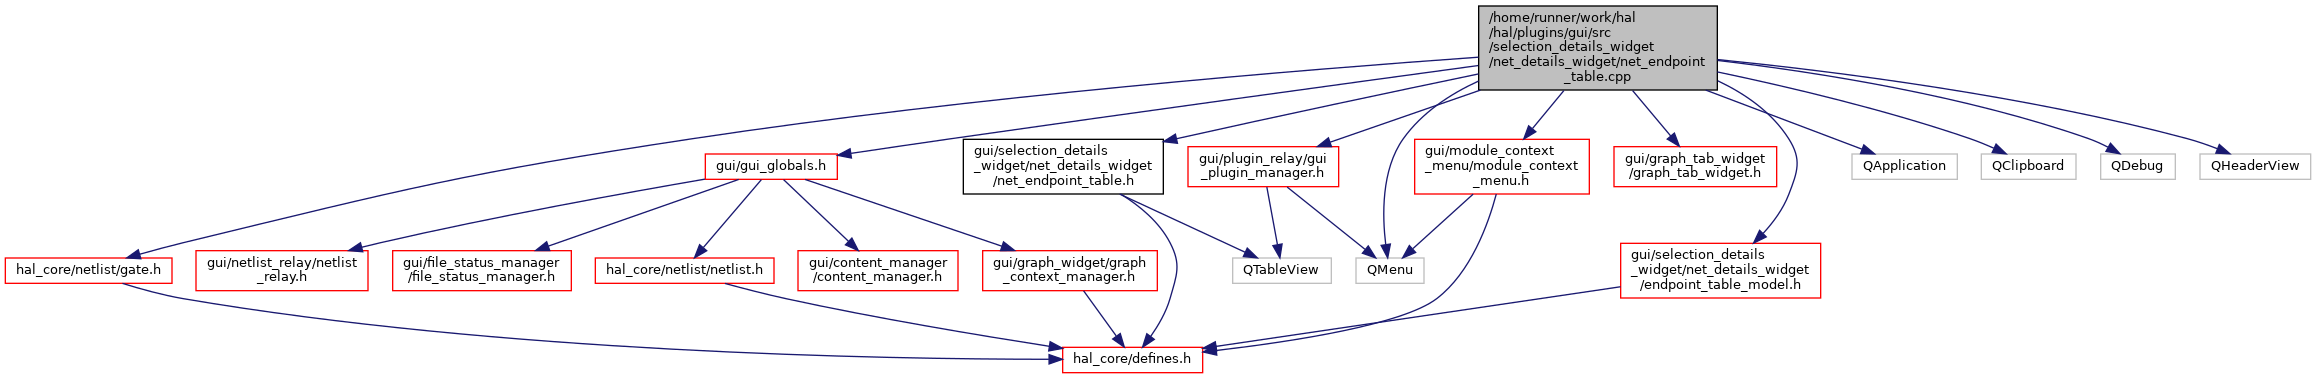 /home/runner/work/hal
/hal/plugins/gui/src
/selection_details_widget
/net_details_widget/net_endpoint
_table.cpp
gui/gui_globals.h
gui/selection_details
_widget/net_details_widget
/net_endpoint_table.h
gui/plugin_relay/gui
_plugin_manager.h
gui/module_context
_menu/module_context
_menu.h
gui/graph_tab_widget
/graph_tab_widget.h
QApplication
QClipboard
QDebug
QHeaderView
hal_core/netlist/gate.h
gui/netlist_relay/netlist
_relay.h
gui/file_status_manager
/file_status_manager.h
hal_core/netlist/netlist.h
gui/content_manager
/content_manager.h
gui/graph_widget/graph
_context_manager.h
QTableView
QMenu
gui/selection_details
_widget/net_details_widget
/endpoint_table_model.h
hal_core/defines.h